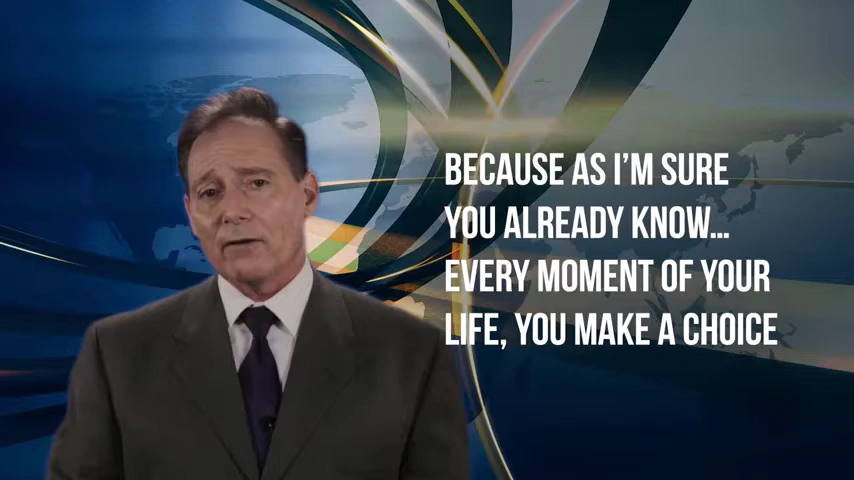 BECAUSE AS I’M SURE
YOU ALREADY KNOW...
EVERY MOMENT OF YOUR
LIFE, YOU MAKE A CHOICE